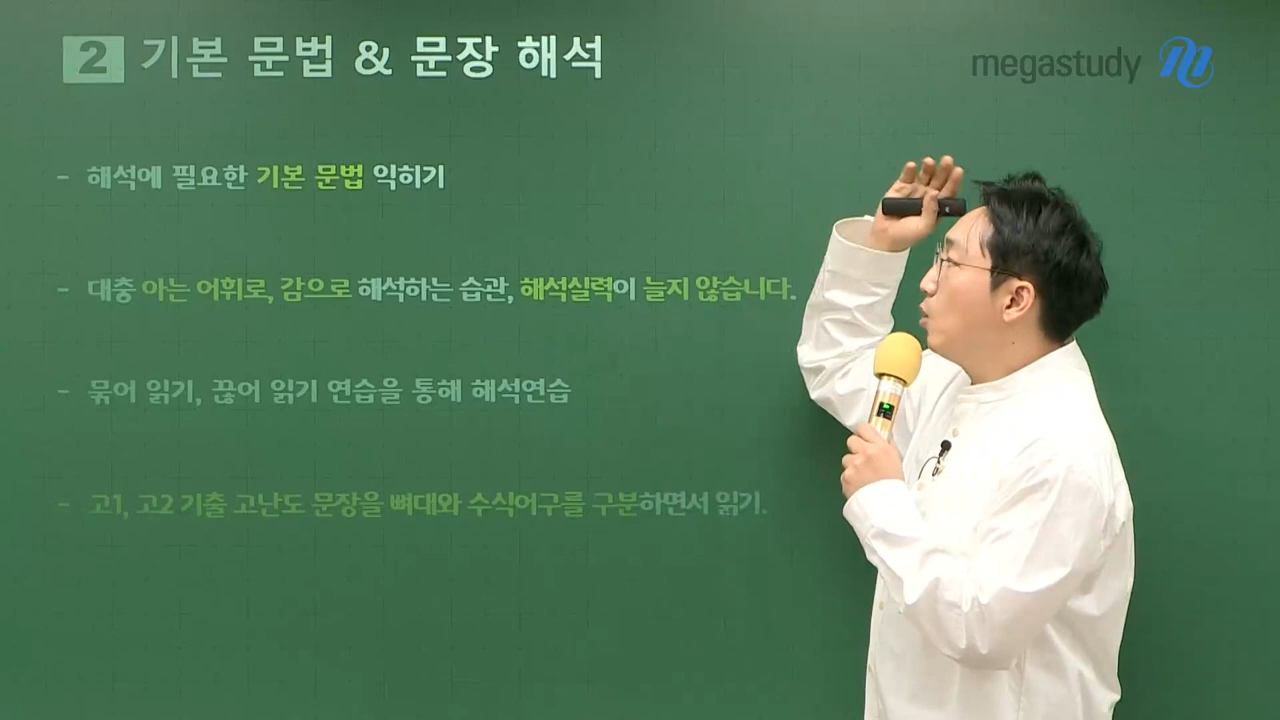 2 기본 문법 & 문장 해석
megastudy
- 해석에 필요한 기본 문법 익히기
- 대충 아는 어휘로, 감으로 해석하는 습관, 해석실력이 늘지 않습니다.
- 묶어 읽기, 끊어 읽기 연습을 통해 해석연습
- 고1, 고2 기출 고난도 문장을 뼈대와 수식어구를 구분하면서 읽기.